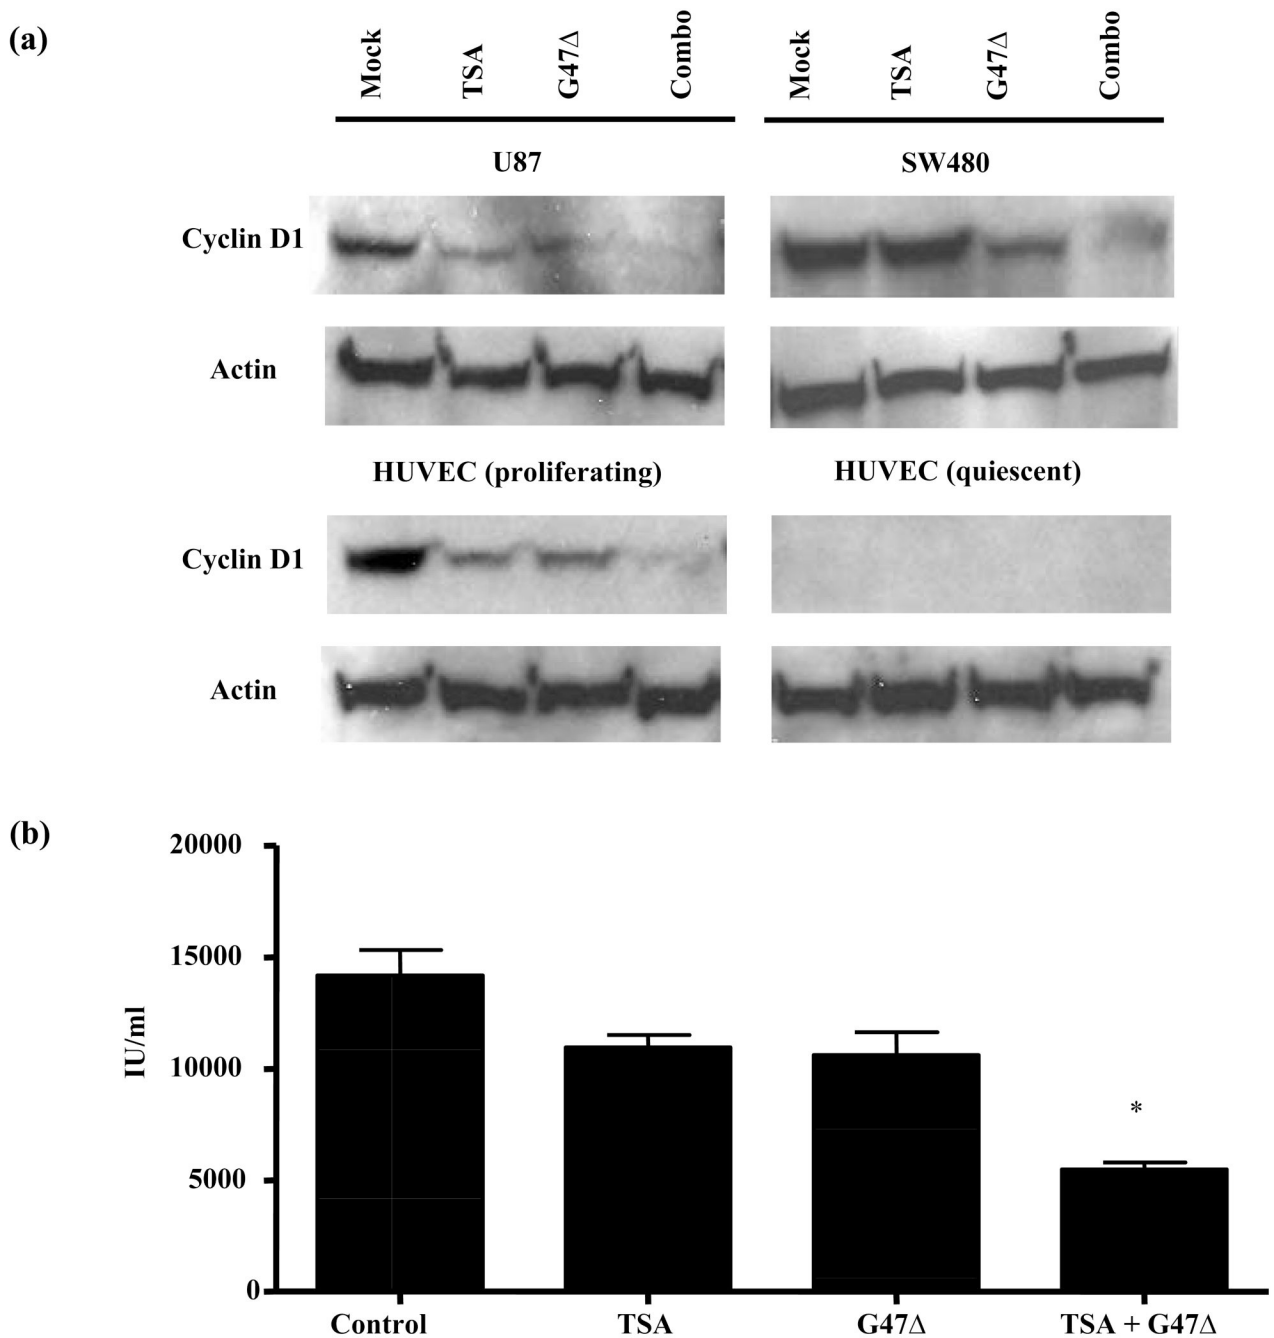 (a)
Mock TSA G47Δ Combo Mock TSA G47Δ Combo
U87 SW480
Cyclin D1
Actin
HUVEC (proliferating) HUVEC (quiescent)
Cyclin D1
Actin
(b)
20000
15000
10000
5000
0
IU/ml
*
Control TSA G47Δ TSA + G47Δ